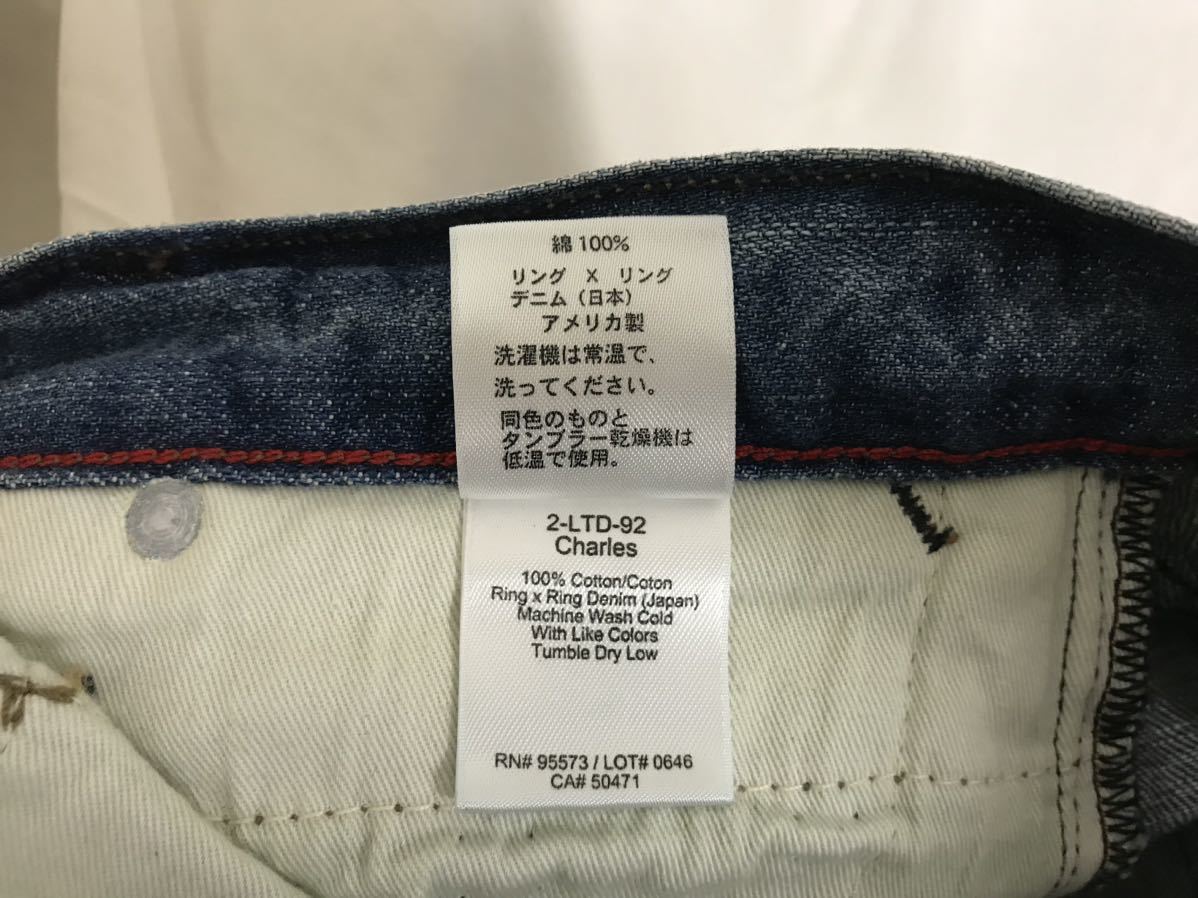 綿 100%
リング X リング
デニム（日本）
アメリカ製
洗濯機は常温で、
洗ってください。
同色のものと
タンブラー乾燥機は
低温で使用。
2-LTD-92
Charles
100% Cotton/Coton
Ring x Ring Denim (Japan)
Machine Wash Cold
With Like Colors
Tumble Dry Low
RN# 95573 / LOT# 0646
CA# 50471